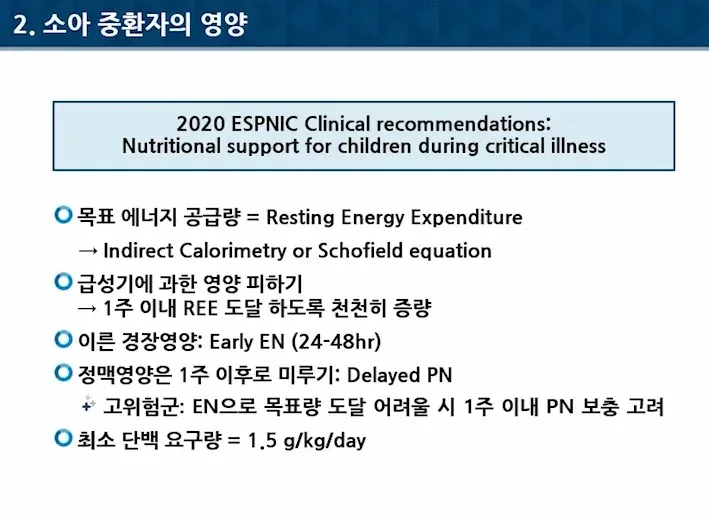 2. 소아 중환자의 영양
2020 ESPNIC Clinical recommendations:
Nutritional support for children during critical illness
목표 에너지 공급량 = Resting Energy Expenditure
→ Indirect Calorimetry or Schofield equation
급성기에 과한 영양 피하기
→ 1주 이내 REE 도달 하도록 천천히 증량
이른 경장영양: Early EN (24-48hr)
정맥영양은 1주 이후로 미루기: Delayed PN
고위험군: EN으로 목표량 도달 어려울 시 1주 이내 PN 보충 고려
최소 단백 요구량 = 1.5 g/kg/day